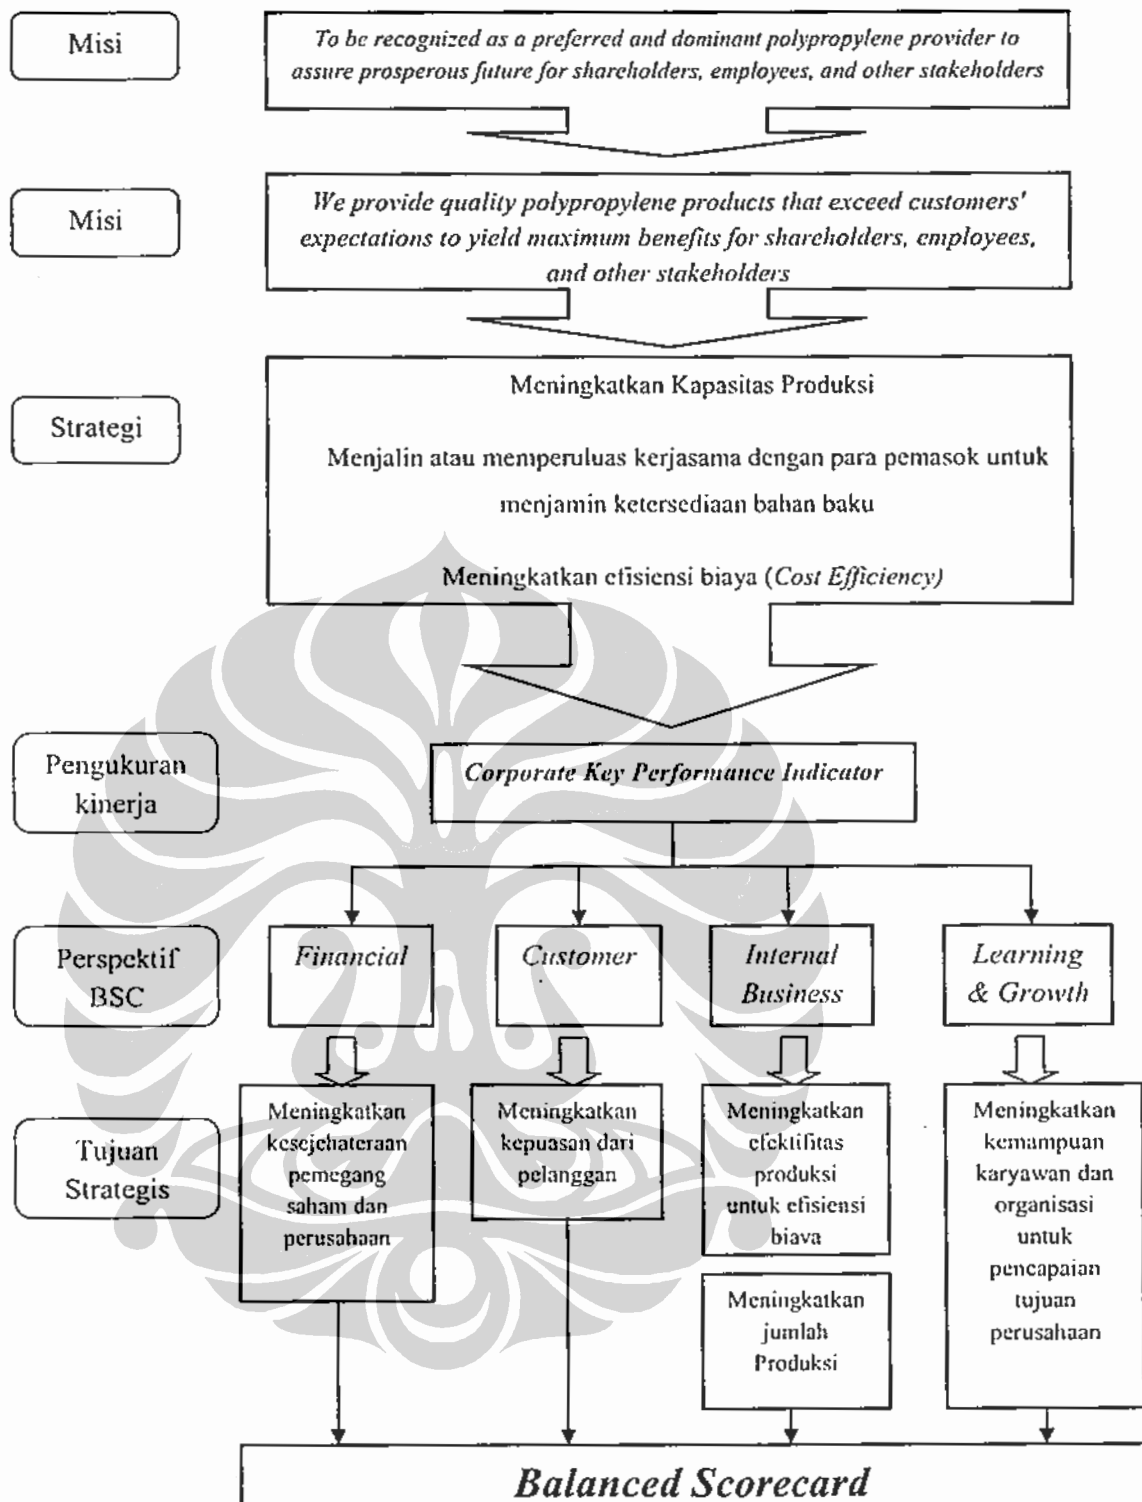 Misi
To be recognized as a preferred and dominant polypropylene provider to
assure prosperous future for shareholders, employees, and other stakeholders
Misi
We provide quality polypropylene products that exceed customers'
expectations to yield maximum benefits for shareholders, employees,
and other stakeholders
Strategi
Meningkatkan Kapasitas Produksi
Menjalin atau memperuluas kerjasama dengan para pemasok untuk
menjamin ketersediaan bahan baku
Meningkatkan efisiensi biaya (Cost Efficiency)
Pengukuran
kinerja
Corporate Key Performance Indicator
Perspektif
BSC
Financial
Customer
Internal
Business
Learning
& Growth
Tujuan
Strategis
Meningkatkan
kesejehateraan
pemegang
saham dan
perusahaan
Meningkatkan
kepuasan dari
pelanggan
Meningkatkan
efektifitas
produksi
untuk efisiensi
biaya
Meningkatkan
jumlah
Produksi
Meningkatkan
kemampuan
karyawan dan
organisasi
untuk
pencapaian
tujuan
perusahaan
Balanced Scorecard